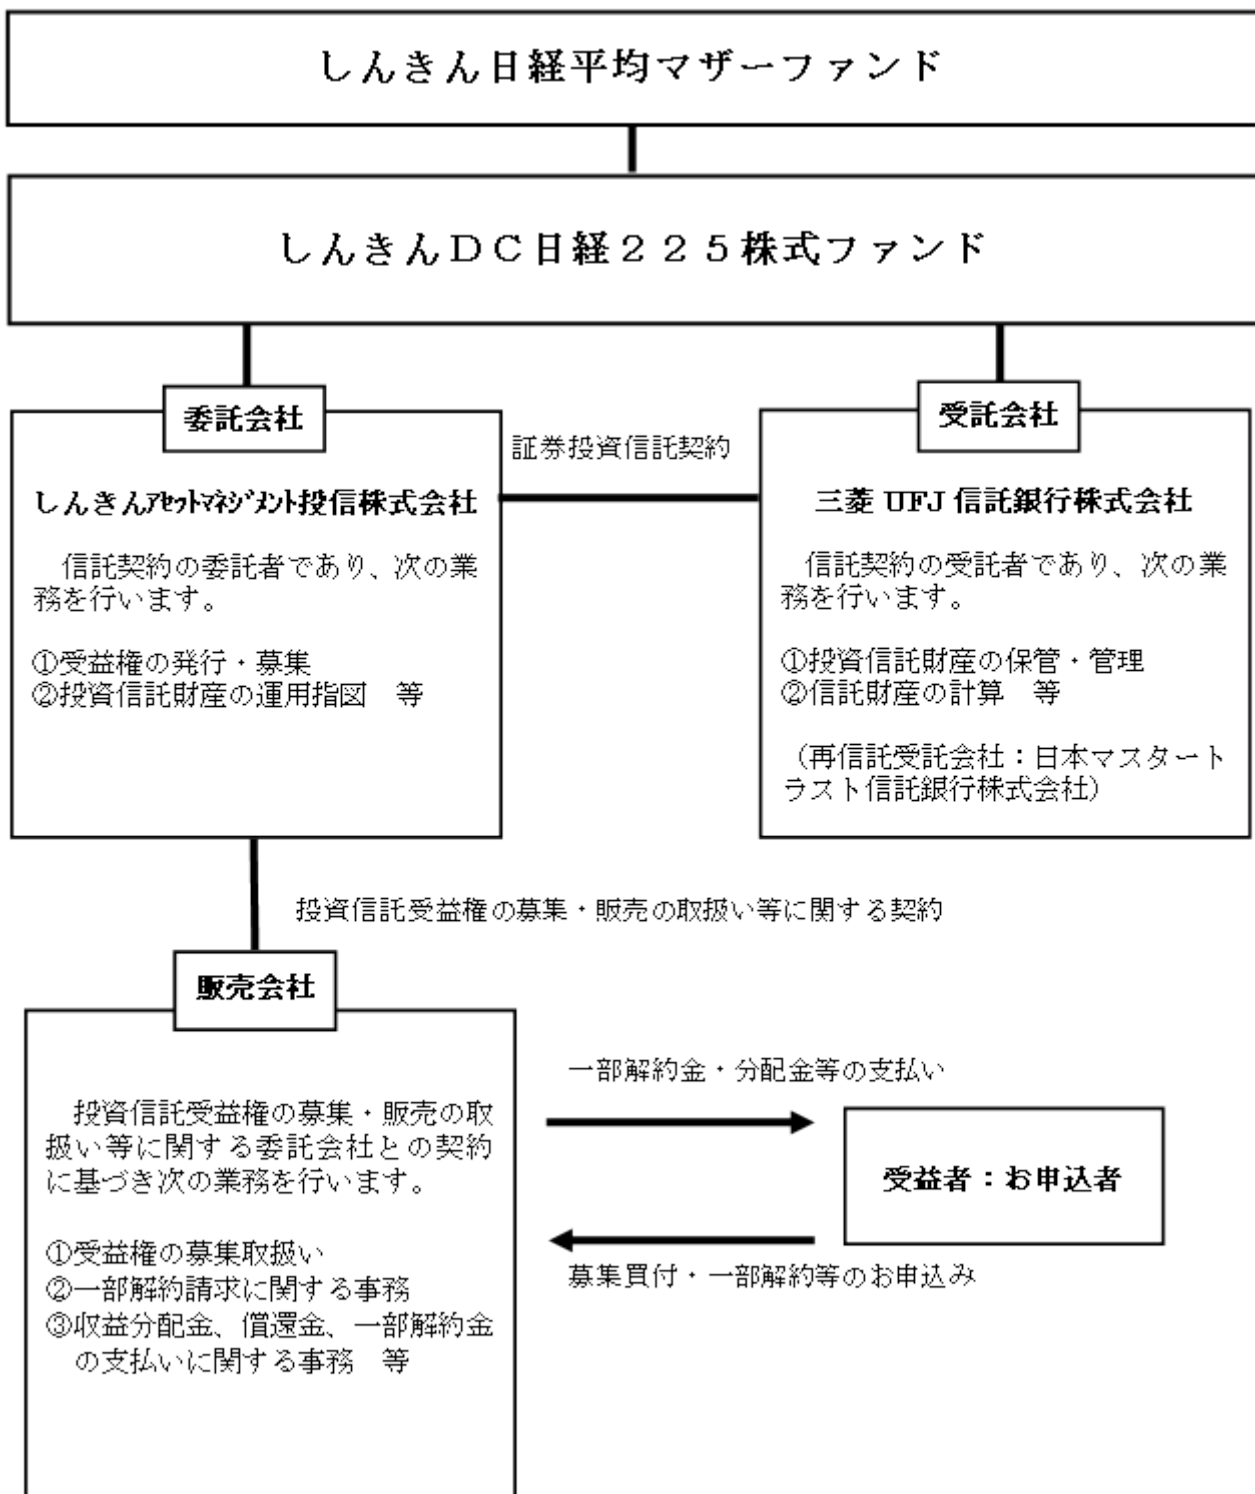 しんきん日経平均マザーファンド
しんきんDC日経225株式ファンド
委託会社
しんきんｱｾｯﾄﾏﾈｼﾞﾒﾝﾄ投信株式会社
信託契約の委託者であり、次の業
務を行います。
①受益権の発行・募集
②投資信託財産の運用指図　等
証券投資信託契約
受託会社
三菱 UFJ 信託銀行株式会社
信託契約の受託者であり、次の業
務を行います。
①投資信託財産の保管・管理
②信託財産の計算　等
（再信託受託会社：日本マスタート
ラスト信託銀行株式会社）
投資信託受益権の募集・販売の取扱い等に関する契約
販売会社
投資信託受益権の募集・販売の取
扱い等に関する委託会社との契約
に基づき次の業務を行います。
①受益権の募集取扱い
②一部解約請求に関する事務
③収益分配金、償還金、一部解約金
の支払いに関する事務　等
一部解約金・分配金等の支払い
受益者：お申込者
募集買付・一部解約等のお申込み